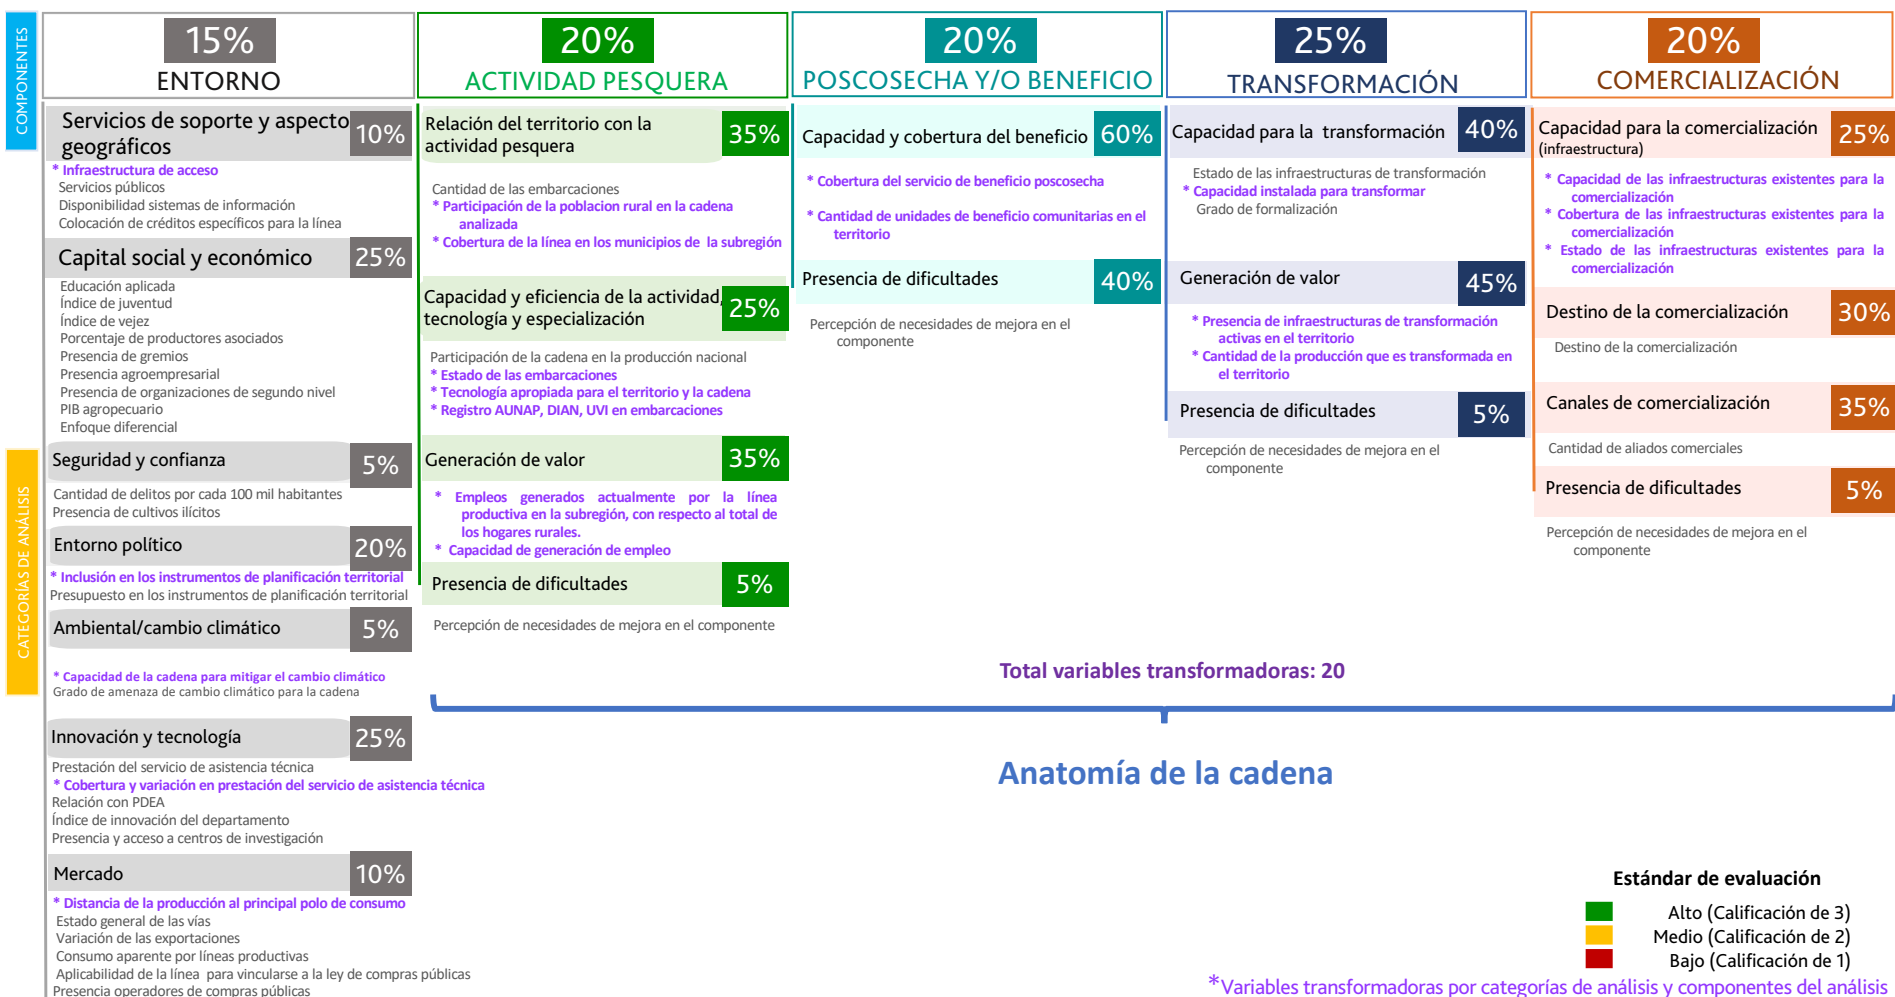 COMPONENTES
CATEGORÍAS DE ANÁLISIS
15%
ENTORNO
Servicios de soporte y aspecto
geográficos
10%
* Infraestructura de acceso
Servicios públicos
Disponibilidad sistemas de información
Colocación de créditos específicos para la línea
Capital social y económico
25%
Educación aplicada
Índice de juventud
Índice de vejez
Porcentaje de productores asociados
Presencia de gremios
Presencia agroempresarial
Presencia de organizaciones de segundo nivel
PIB agropecuario
Enfoque diferencial
Seguridad y confianza
5%
Cantidad de delitos por cada 100 mil habitantes
Presencia de cultivos ilícitos
Entorno político
20%
* Inclusión en los instrumentos de planificación territorial
Presupuesto en los instrumentos de planificación territorial
Ambiental/cambio climático
5%
* Capacidad de la cadena para mitigar el cambio climático
Grado de amenaza de cambio climático para la cadena
Innovación y tecnología
25%
Prestación del servicio de asistencia técnica
* Cobertura y variación en prestación del servicio de asistencia técnica
Relación con PDEA
Índice de innovación del departamento
Presencia y acceso a centros de investigación
Mercado
10%
* Distancia de la producción al principal polo de consumo
Estado general de las vías
Variación de las exportaciones
Consumo aparente por líneas productivas
Aplicabilidad de la línea para vincularse a la ley de compras públicas
Presencia operadores de compras públicas
20%
ACTIVIDAD PESQUERA
Relación del territorio con la
actividad pesquera
35%
Cantidad de las embarcaciones
* Participación de la poblacion rural en la cadena
analizada
* Cobertura de la línea en los municipios de la subregión
Capacidad y eficiencia de la actividad,
tecnología y especialización
25%
Participación de la cadena en la producción nacional
* Estado de las embarcaciones
* Tecnología apropiada para el territorio y la cadena
* Registro AUNAP, DIAN, UVI en embarcaciones
Generación de valor
35%
* Empleos generados actualmente por la línea
productiva en la subregión, con respecto al total de
los hogares rurales.
* Capacidad de generación de empleo
Presencia de dificultades
5%
Percepción de necesidades de mejora en el componente
20%
POSCOSECHA Y/O BENEFICIO
Capacidad y cobertura del beneficio
60%
* Cobertura del servicio de beneficio poscosecha
* Cantidad de unidades de beneficio comunitarias en el
territorio
Presencia de dificultades
40%
Percepción de necesidades de mejora en el
componente
25%
TRANSFORMACIÓN
Capacidad para la transformación
40%
Estado de las infraestructuras de transformación
* Capacidad instalada para transformar
Grado de formalización
Generación de valor
45%
* Presencia de infraestructuras de transformación
activas en el territorio
* Cantidad de la producción que es transformada en
el territorio
Presencia de dificultades
5%
Percepción de necesidades de mejora en el
componente
20%
COMERCIALIZACIÓN
Capacidad para la comercialización
(infraestructura)
25%
* Capacidad de las infraestructuras existentes para la
comercialización
* Cobertura de las infraestructuras existentes para la
comercialización
* Estado de las infraestructuras existentes para la
comercialización
Destino de la comercialización
30%
Destino de la comercialización
Canales de comercialización
35%
Cantidad de aliados comerciales
Presencia de dificultades
5%
Percepción de necesidades de mejora en el
componente
Total variables transformadoras: 20
Anatomía de la cadena
Estándar de evaluación
Alto (Calificación de 3)
Medio (Calificación de 2)
Bajo (Calificación de 1)
*Variables transformadoras por categorías de análisis y componentes del análisis